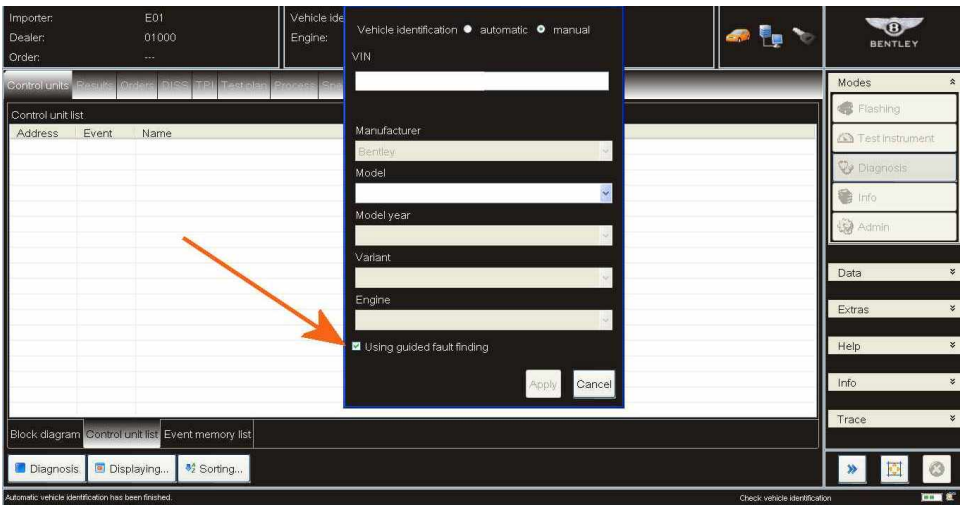 Importer: E01
Dealer: 01000
Order: ---
Vehicle ide
Engine:
BENTLEY
Control units Results Orders DISS TPI Test plan Process
Control unit list
Address Event Name
Vehicle identification automatic manual
VIN
Manufacturer
Bentley
Model
Model year
Variant
Engine
Using guided fault finding
Apply Cancel
Modes
Flashing
Test Instrument
Diagnosis
Info
Admin
Data
Extras
Help
Info
Trace
Block diagram Control unit list Event memory list
Diagnosis Displaying... Sorting...
Automatic vehicle identification has been finished. Check vehicle identification